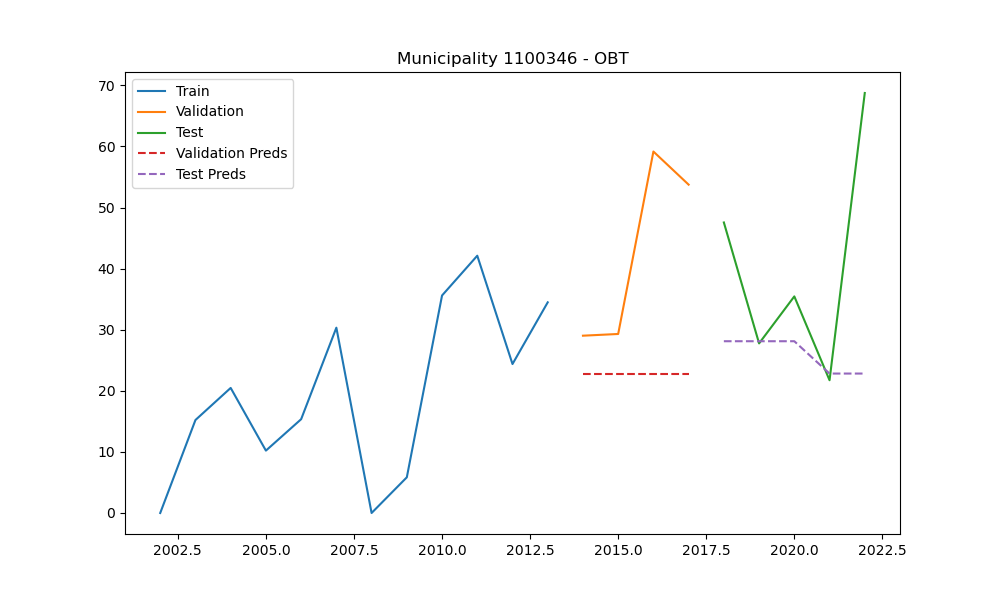 Municipality 1100346 - OBT
Train
Validation
Test
Validation Preds
Test Preds
70
60
50
40
30
20
10
0
2002.5 2005.0 2007.5 2010.0 2012.5 2015.0 2017.5 2020.0 2022.5